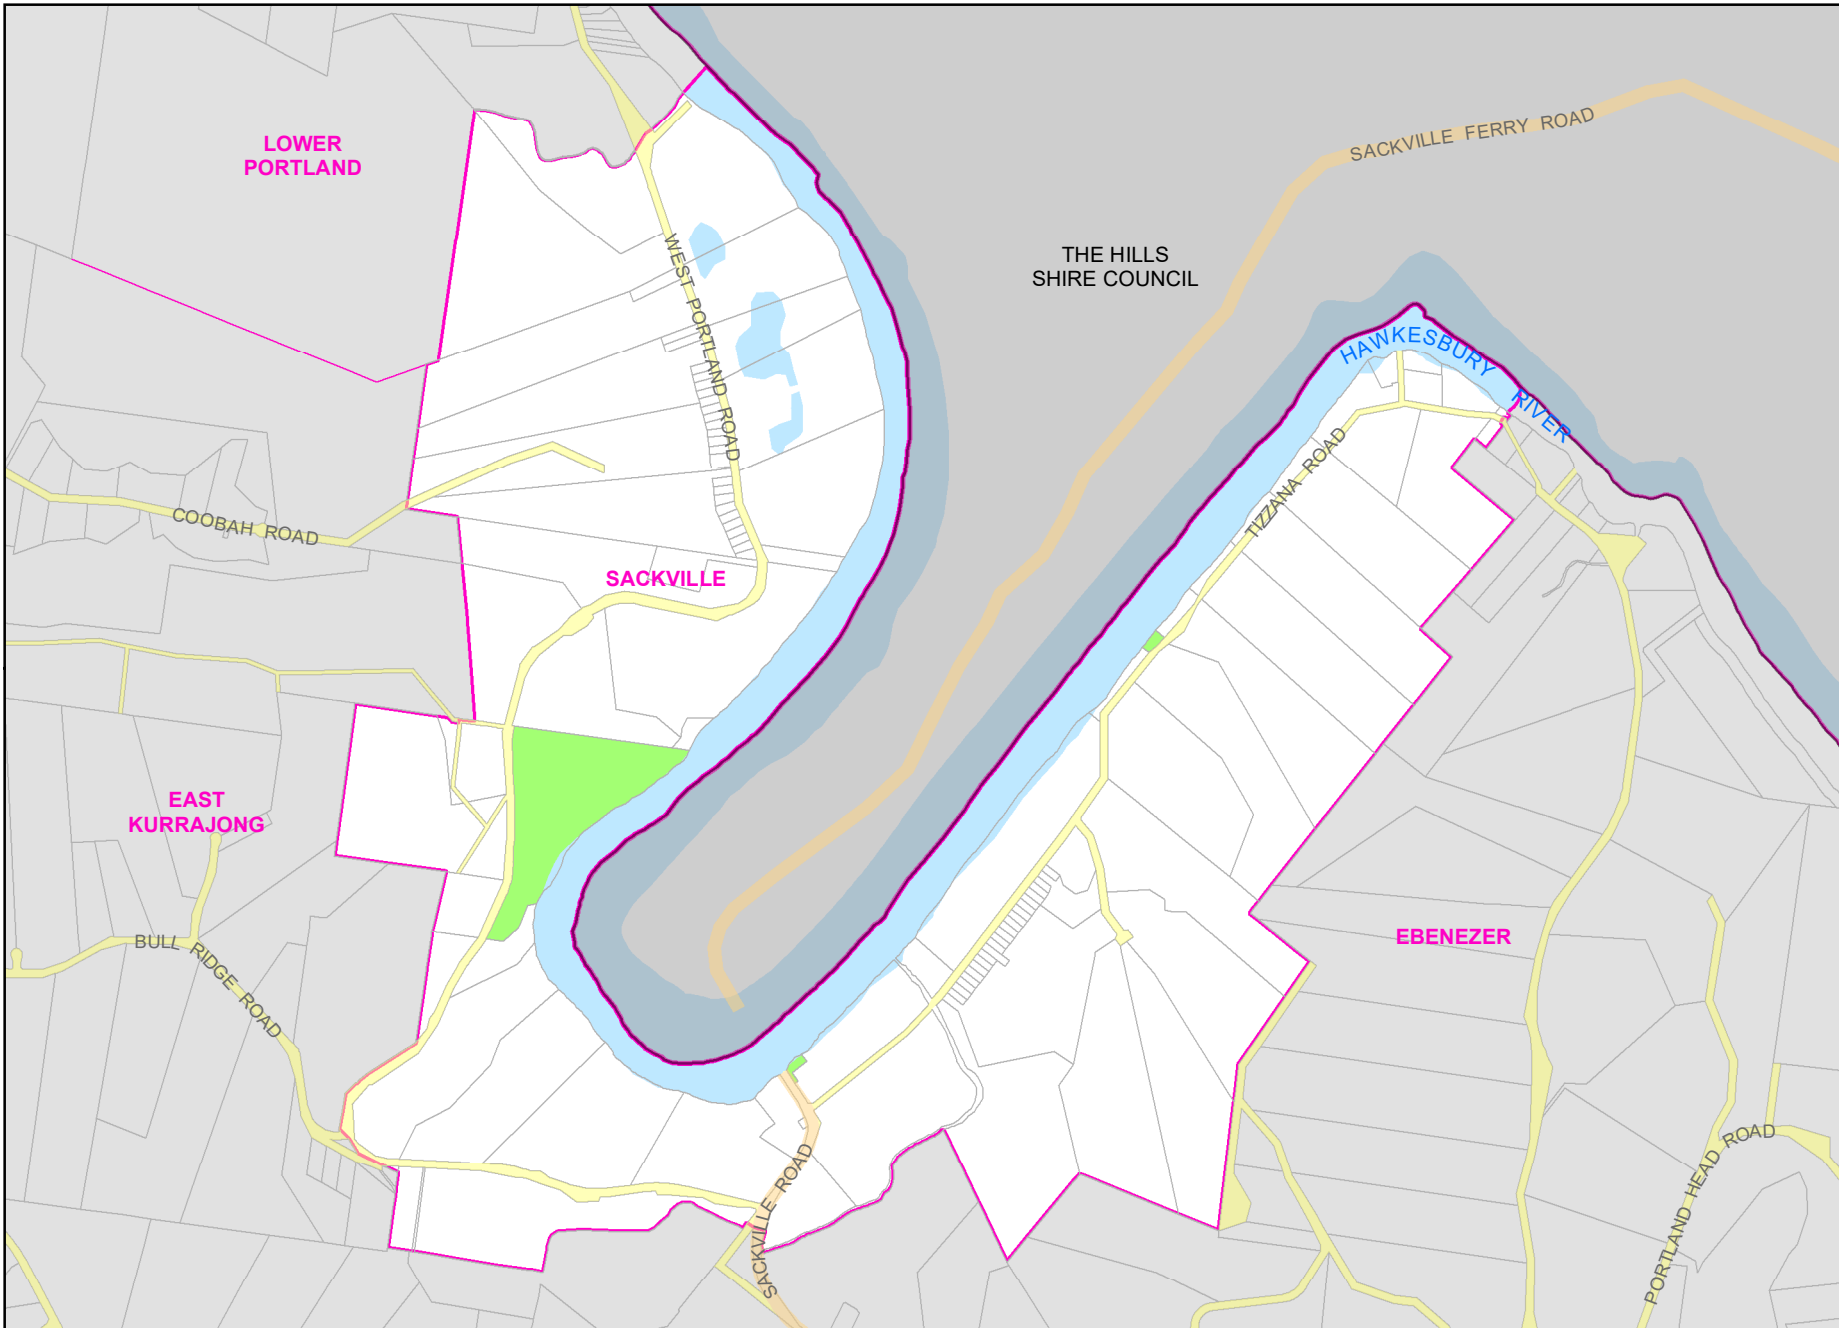 LOWER
PORTLAND
SACKVILLE FERRY ROAD
THE HILLS
SHIRE COUNCIL
WEST PORTLAND ROAD
HAWKESBURY RIVER
TIZZANA ROAD
COOBAH ROAD
SACKVILLE
EAST
KURRAJONG
BULL RIDGE ROAD
EBENEZER
SACKVILLE ROAD
PORTLAND HEAD ROAD